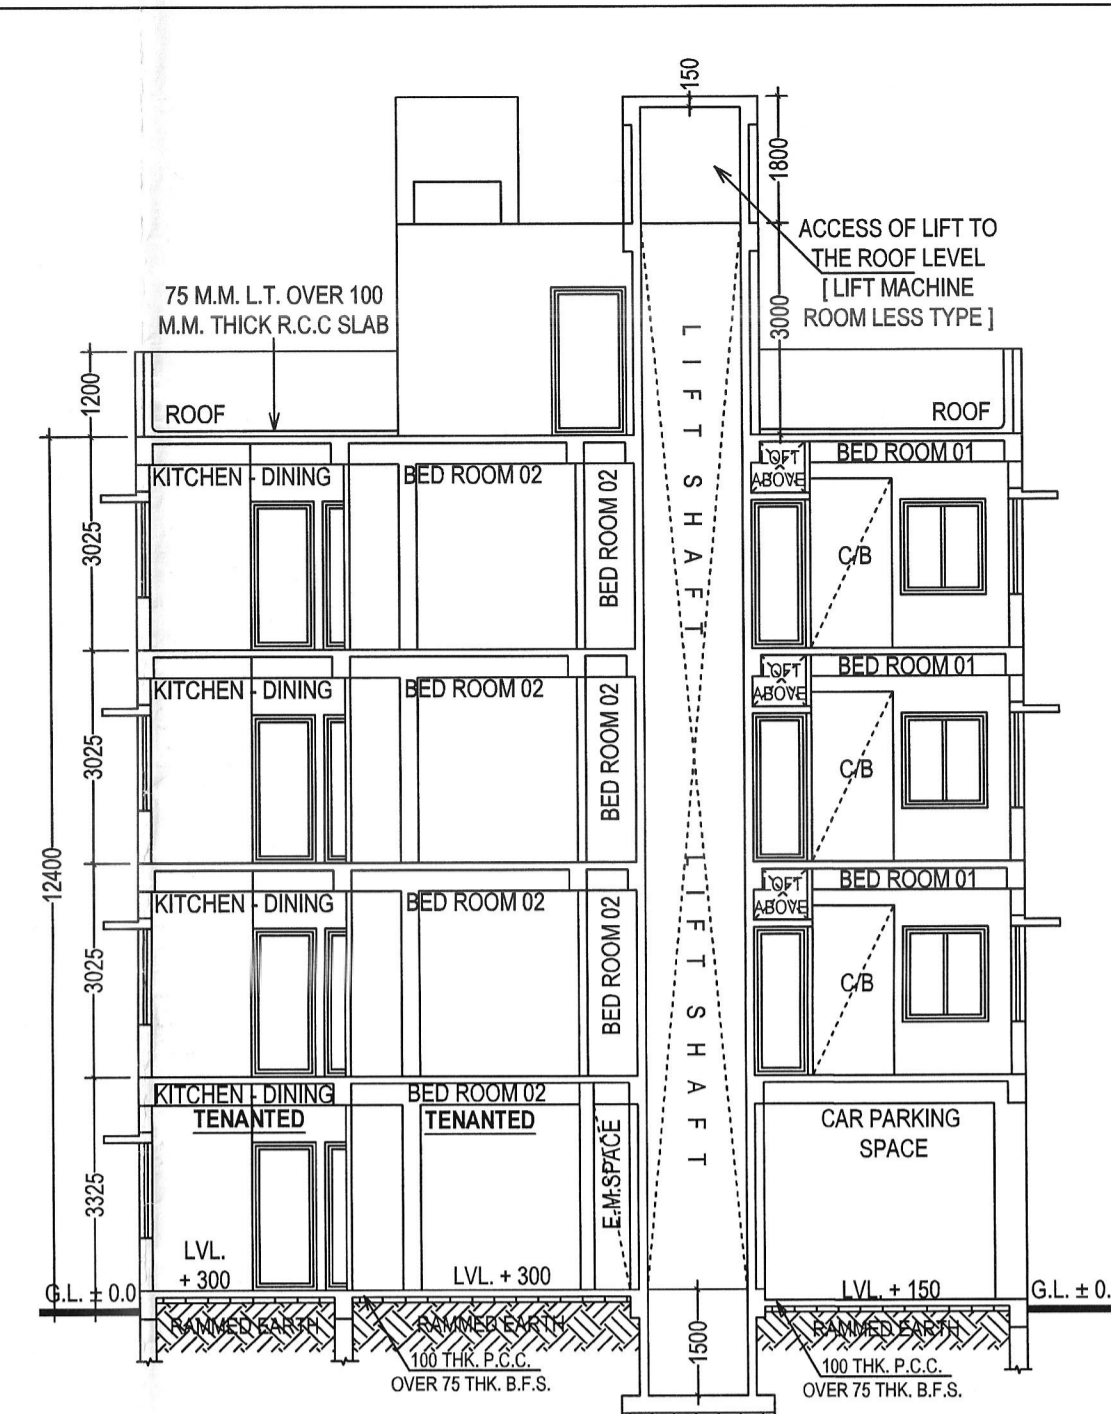 150
1800
ACCESS OF LIFT TO
THE ROOF LEVEL
[ LIFT MACHINE
ROOM LESS TYPE ]
3000
75 M.M. L.T. OVER 100
M.M. THICK R.C.C SLAB
1200
ROOF
ROOF
LIFT SHAFT
LOFT
ABOVE
BED ROOM 01
KITCHEN - DINING
BED ROOM 02
BED ROOM 02
C/B
3025
LOFT
ABOVE
BED ROOM 01
KITCHEN - DINING
BED ROOM 02
BED ROOM 02
C/B
3025
12400
LIFT SHAFT
LOFT
ABOVE
BED ROOM 01
KITCHEN - DINING
BED ROOM 02
BED ROOM 02
C/B
3025
KITCHEN - DINING
TENANTED
BED ROOM 02
TENANTED
E.M.SPACE
CAR PARKING
SPACE
3325
LVL.
+ 300
LVL. + 300
LVL. + 150
G.L. ± 0.0
G.L. ± 0.
RAMMED EARTH
RAMMED EARTH
RAMMED EARTH
1500
100 THK. P.C.C.
OVER 75 THK. B.F.S.
100 THK. P.C.C.
OVER 75 THK. B.F.S.